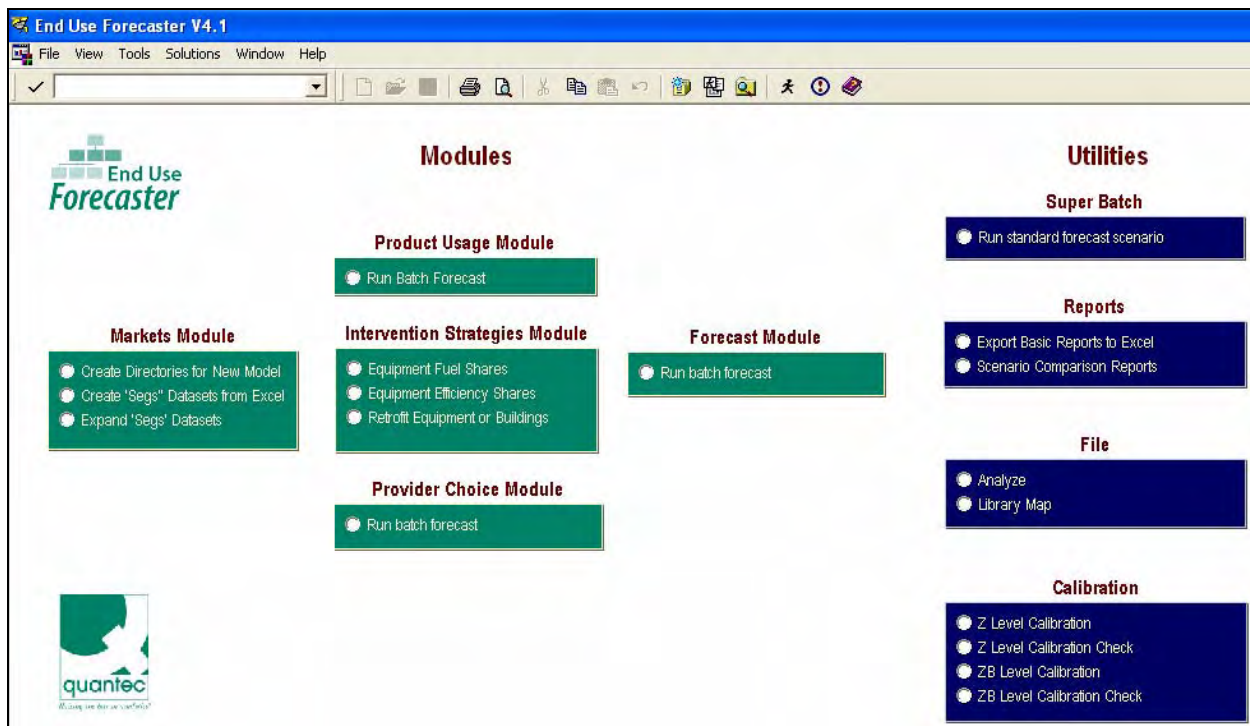 End Use Forecaster V4.1
File View Tools Solutions Window Help
End Use
Forecaster
Modules
Utilities
Super Batch
Run standard forecast scenario
Product Usage Module
Run Batch Forecast
Reports
Export Basic Reports to Excel
Scenario Comparison Reports
Markets Module
Create Directories for New Model
Create 'Segs" Datasets from Excel
Expand 'Segs' Datasets
Intervention Strategies Module
Equipment Fuel Shares
Equipment Efficiency Shares
Retrofit Equipment or Buildings
Forecast Module
Run batch forecast
File
Analyze
Library Map
Provider Choice Module
Run batch forecast
Calibration
Z Level Calibration
Z Level Calibration Check
ZB Level Calibration
ZB Level Calibration Check
quantec